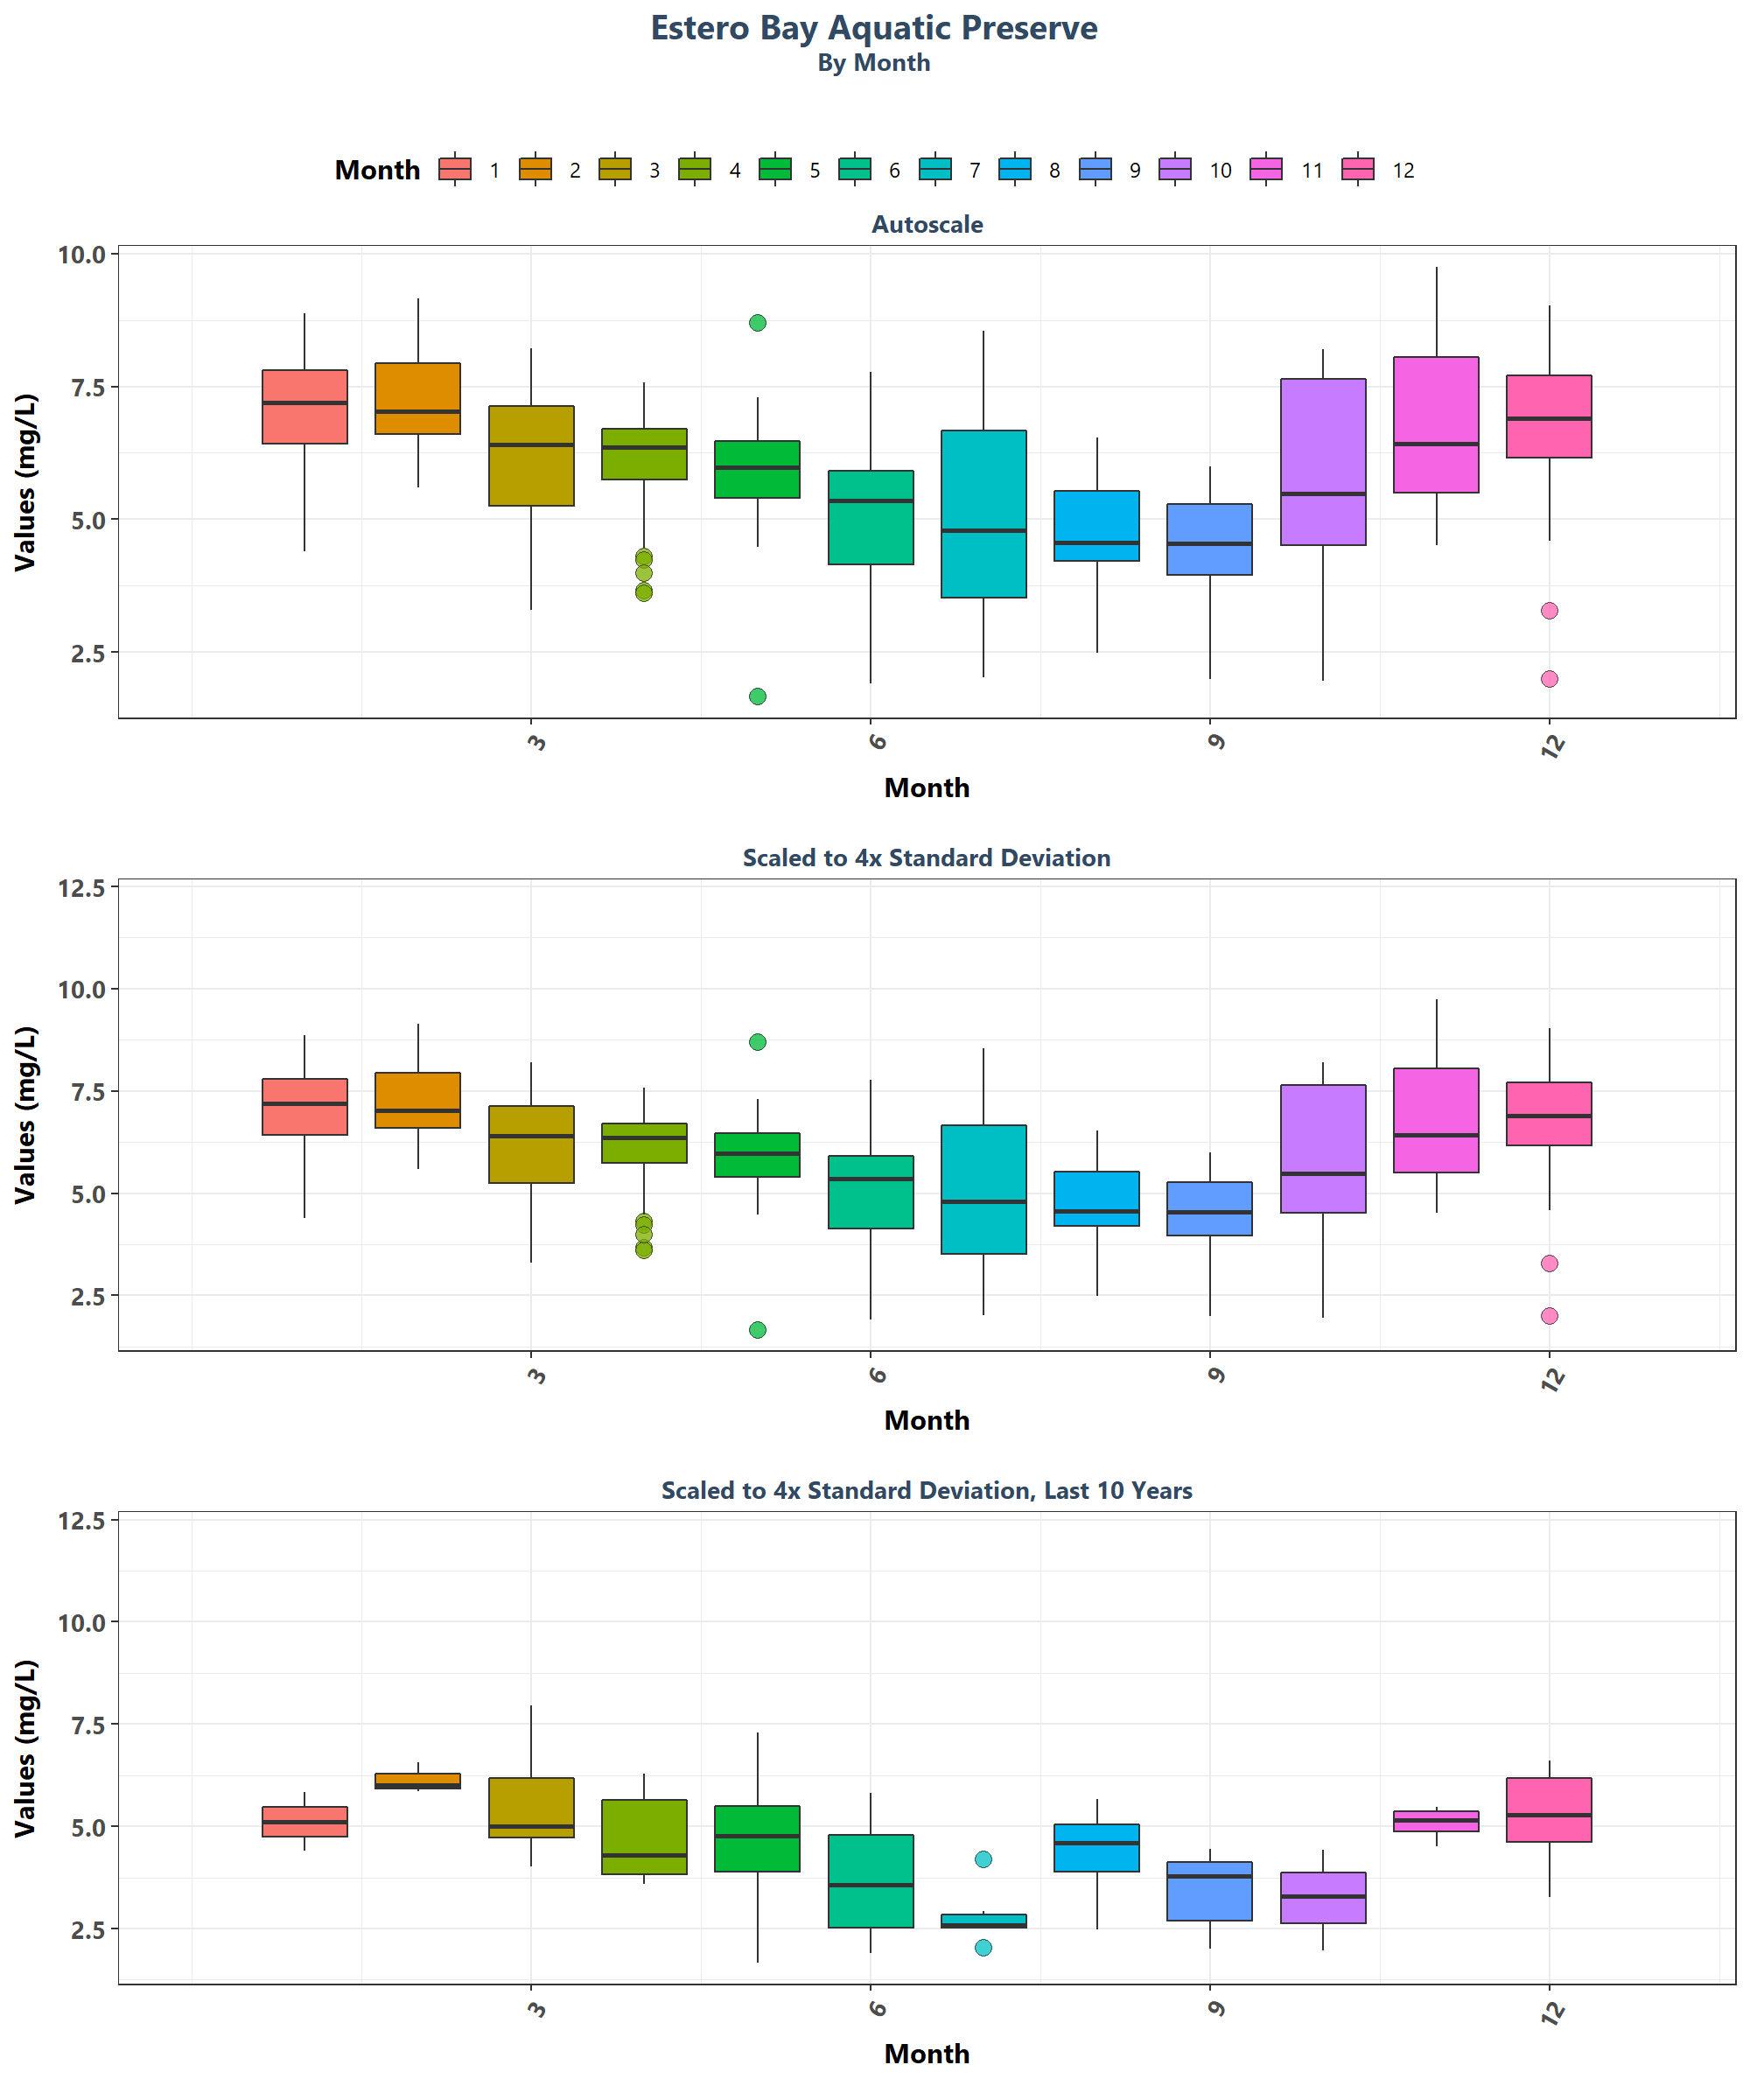 Estero Bay Aquatic Preserve
By Month
Month 1 2 3 4 5 6 7 8 9 10 11 12
Autoscale
Values (mg/L)
10.0
7.5
5.0
2.5
3 6 9 12
Month
Scaled to 4x Standard Deviation
Values (mg/L)
12.5
10.0
7.5
5.0
2.5
3 6 9 12
Month
Scaled to 4x Standard Deviation, Last 10 Years
Values (mg/L)
12.5
10.0
7.5
5.0
2.5
3 6 9 12
Month